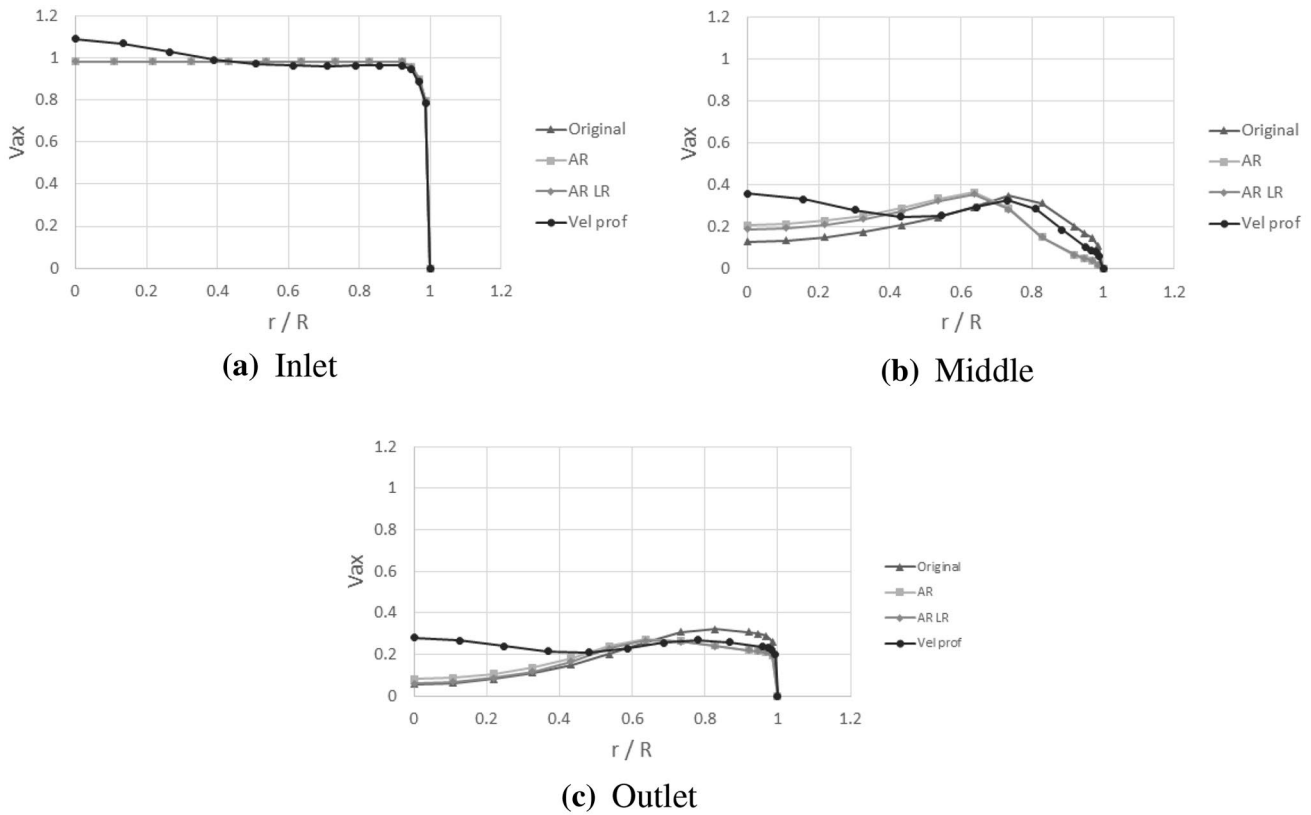 1.2
1
0.8
0.6
0.4
0.2
0
Vax
0 0.2 0.4 0.6 0.8 1 1.2
r / R
Original
AR
AR LR
Vel prof
(a) Inlet
1.2
1
0.8
0.6
0.4
0.2
0
Vax
0 0.2 0.4 0.6 0.8 1 1.2
r / R
Original
AR
AR LR
Vel prof
(b) Middle
1.2
1
0.8
0.6
0.4
0.2
0
Vax
0 0.2 0.4 0.6 0.8 1 1.2
r / R
Original
AR
AR LR
Vel prof
(c) Outlet